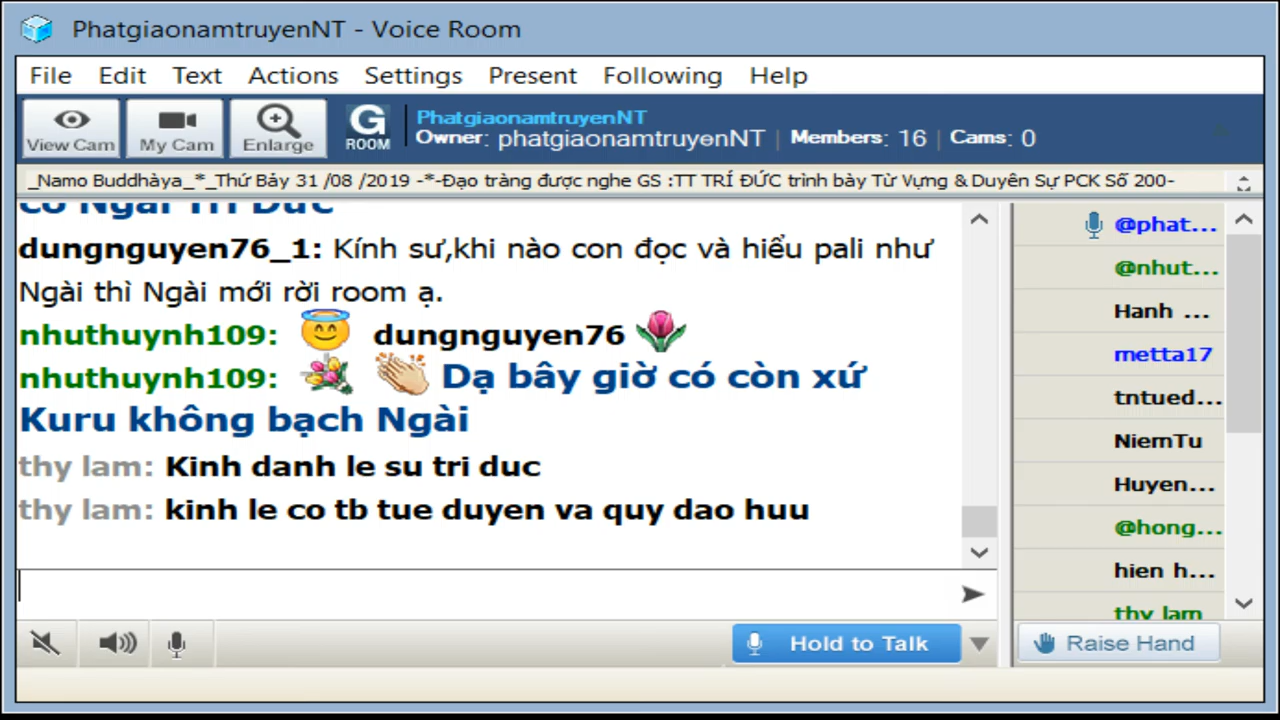 PhatgiaonamtruyenNT - Voice Room
File Edit Text Actions Settings Present Following Help
View Cam My Cam Enlarge G ROOM
PhatgiaonamtruyenNT
Owner: phatgiaonamtruyenNT | Members: 16 | Cams: 0
_Namo Buddhàya_*_Thứ Bảy 31 /08 /2019 -*-Đạo tràng được nghe GS :TT TRÍ ĐỨC trình bày Từ Vựng & Duyên Sự PCK Số 200-
dungnguyen76_1: Kính sư,khi nào con đọc và hiểu pali như
Ngài thì Ngài mới rời room ạ.
nhuthuynh109: dungnguyen76
nhuthuynh109: Dạ bây giờ có còn xứ
Kuru không bạch Ngài
thy lam: Kinh danh le su tri duc
thy lam: kinh le co tb tue duyen va quy dao huu
@phat...
@nhut...
Hanh ...
metta17
tntued...
NiemTu
Huyen...
@hong...
hien h...
thy lam
Hold to Talk
Raise Hand